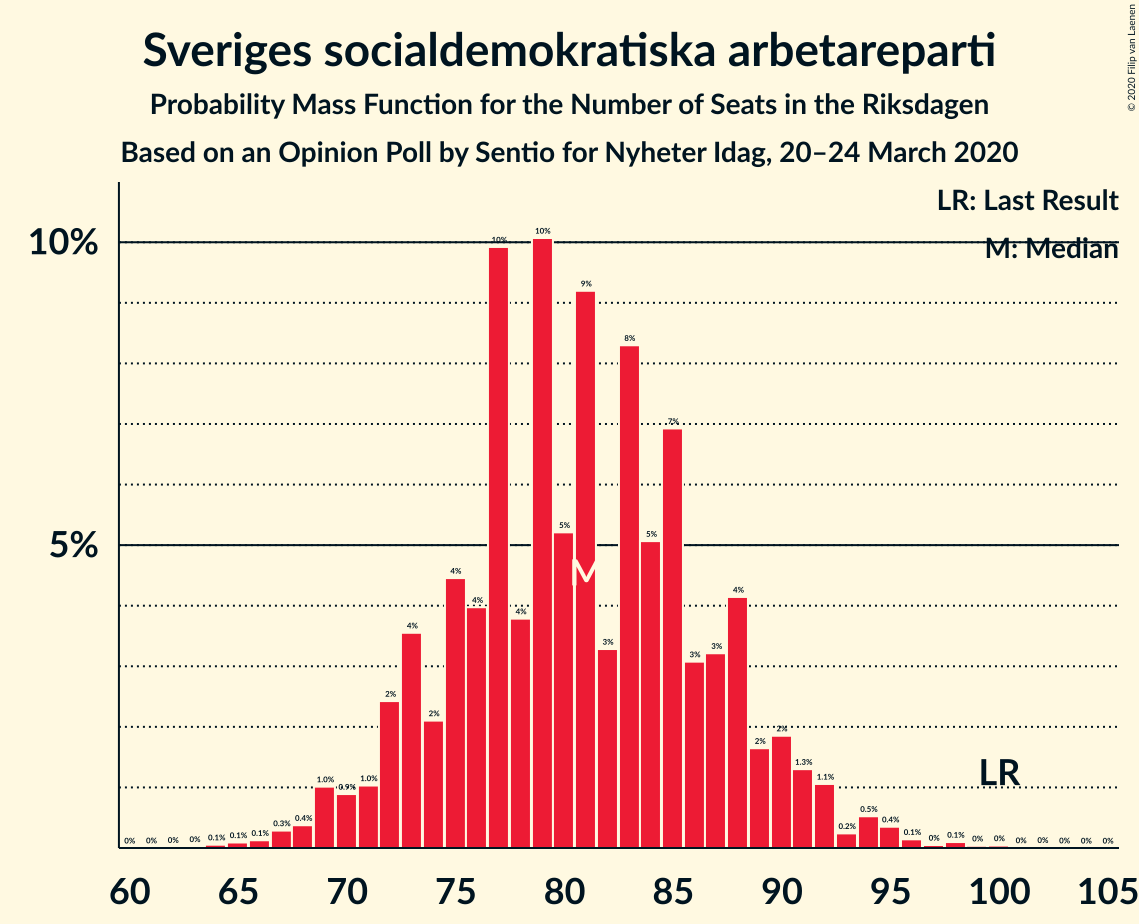 Sveriges socialdemokratiska arbetareparti
Probability Mass Function for the Number of Seats in the Riksdagen
Based on an Opinion Poll by Sentio for Nyheter Idag, 20–24 March 2020
© 2020 Filip van Laenen
LR: Last Result
M: Median
10%
5%
0% 0% 0% 0% 0.1% 0.1% 0.1% 0.3% 0.4% 1.0% 0.9% 1.0% 2% 4% 2% 4% 4% 10% 4% 10% 5% 9% 3% 8% 5% 7% 3% 3% 4% 2% 2% 1.3% 1.1% 0.2% 0.5% 0.4% 0.1% 0% 0.1% 0% 0% 0% 0% 0% 0% 0%
M
LR
60 65 70 75 80 85 90 95 100 105